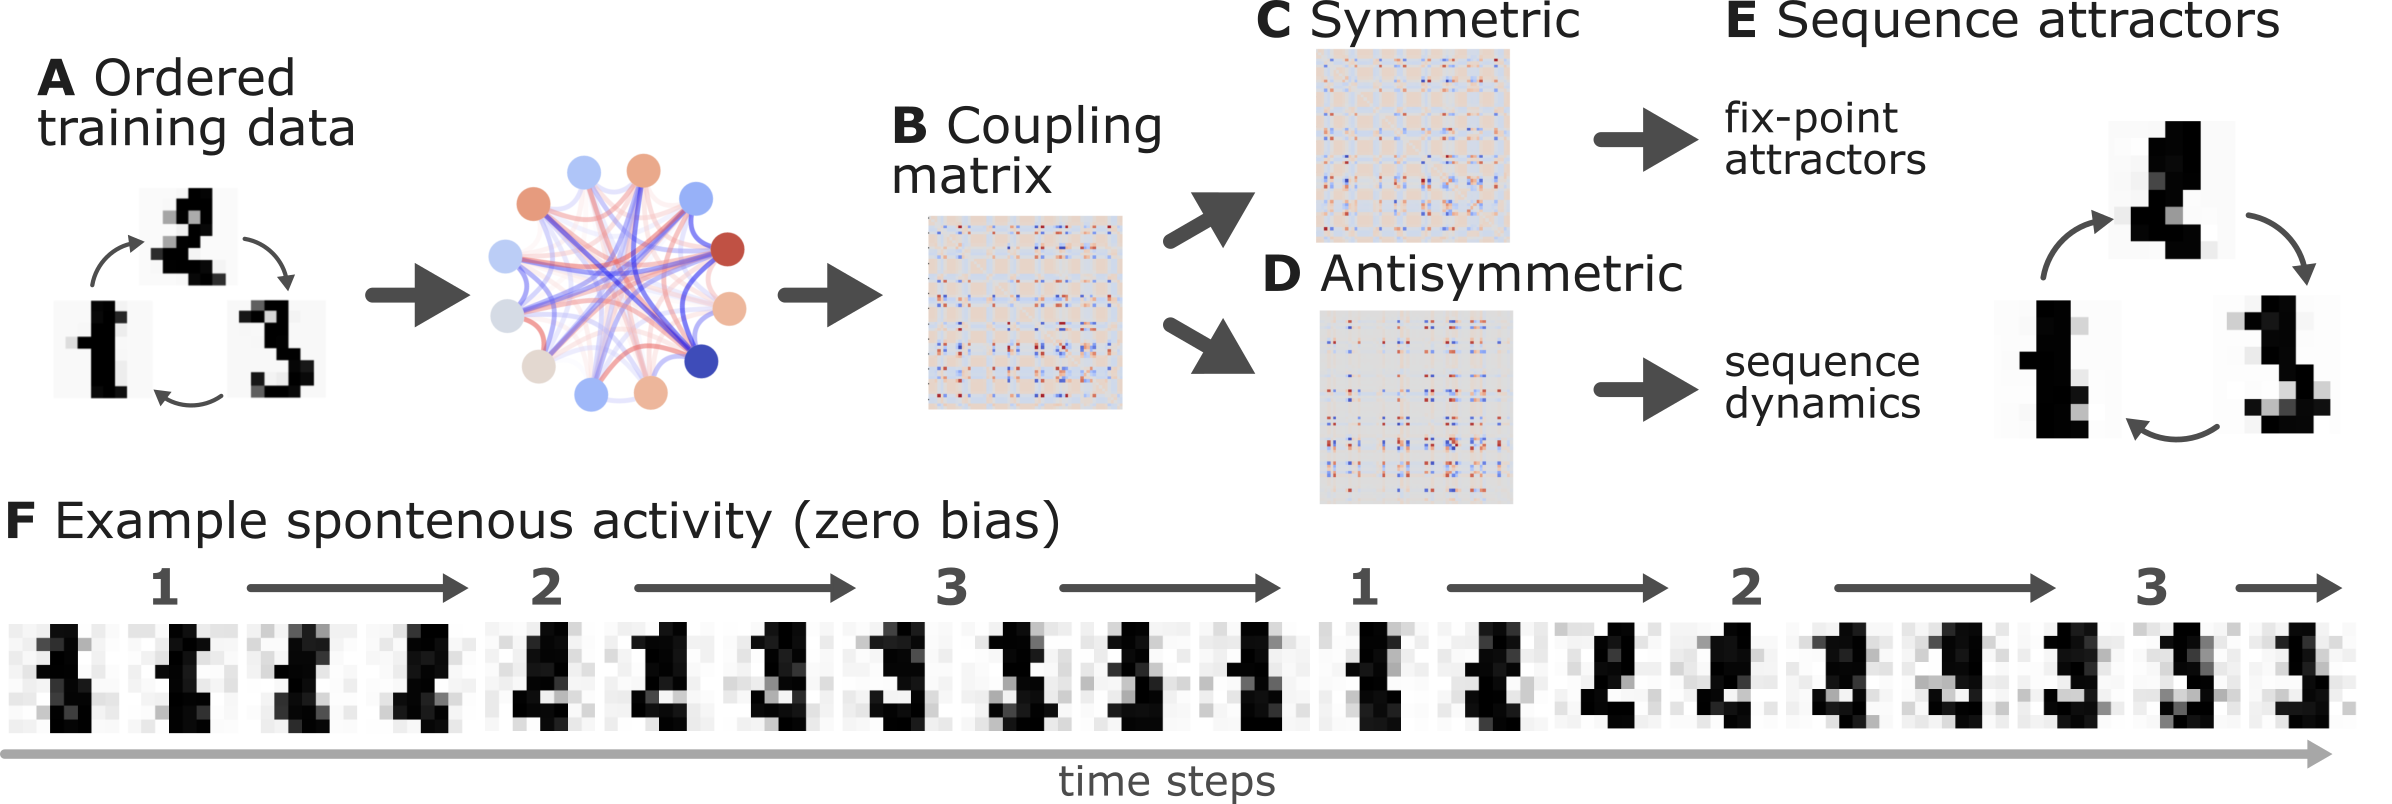 A Ordered
training data
B Coupling
matrix
C Symmetric
D Antisymmetric
E Sequence attractors
fix-point
attractors
sequence
dynamics
F Example spontenous activity (zero bias)
1 2 3 1 2 3
time steps